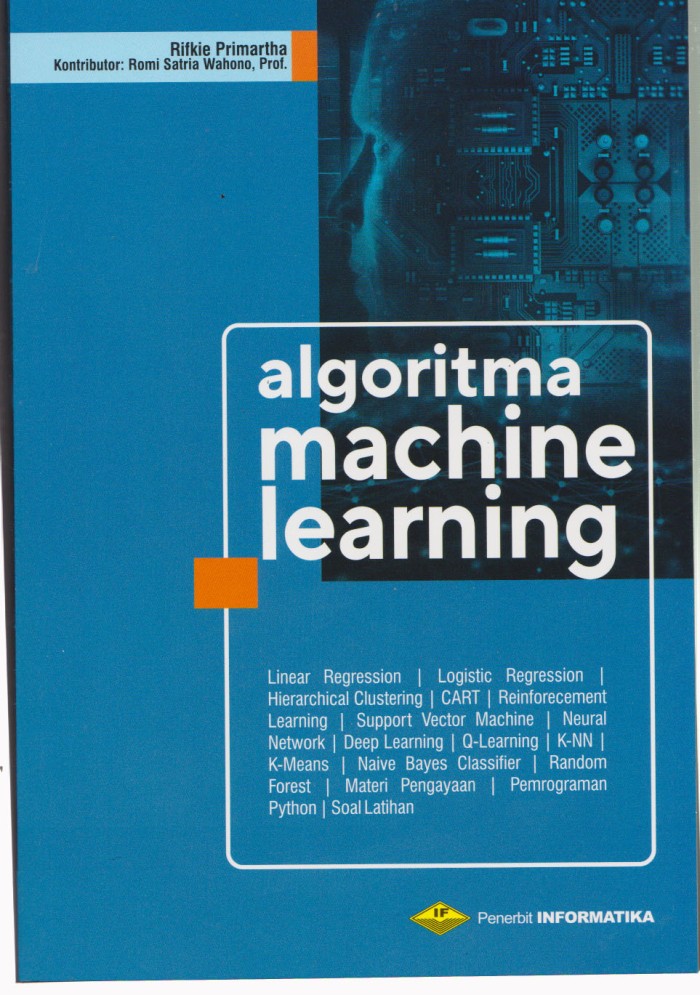 Rifkie Primartha
Kontributor: Romi Satria Wahono, Prof.
algoritma
machine
learning
Linear Regression | Logistic Regression |
Hierarchical Clustering | CART | Reinforecement
Learning | Support Vector Machine | Neural
Network | Deep Learning | Q-Learning | K-NN |
K-Means | Naive Bayes Classifier | Random
Forest | Materi Pengayaan | Pemrograman
Python | Soal Latihan
IF
Penerbit INFORMATIKA